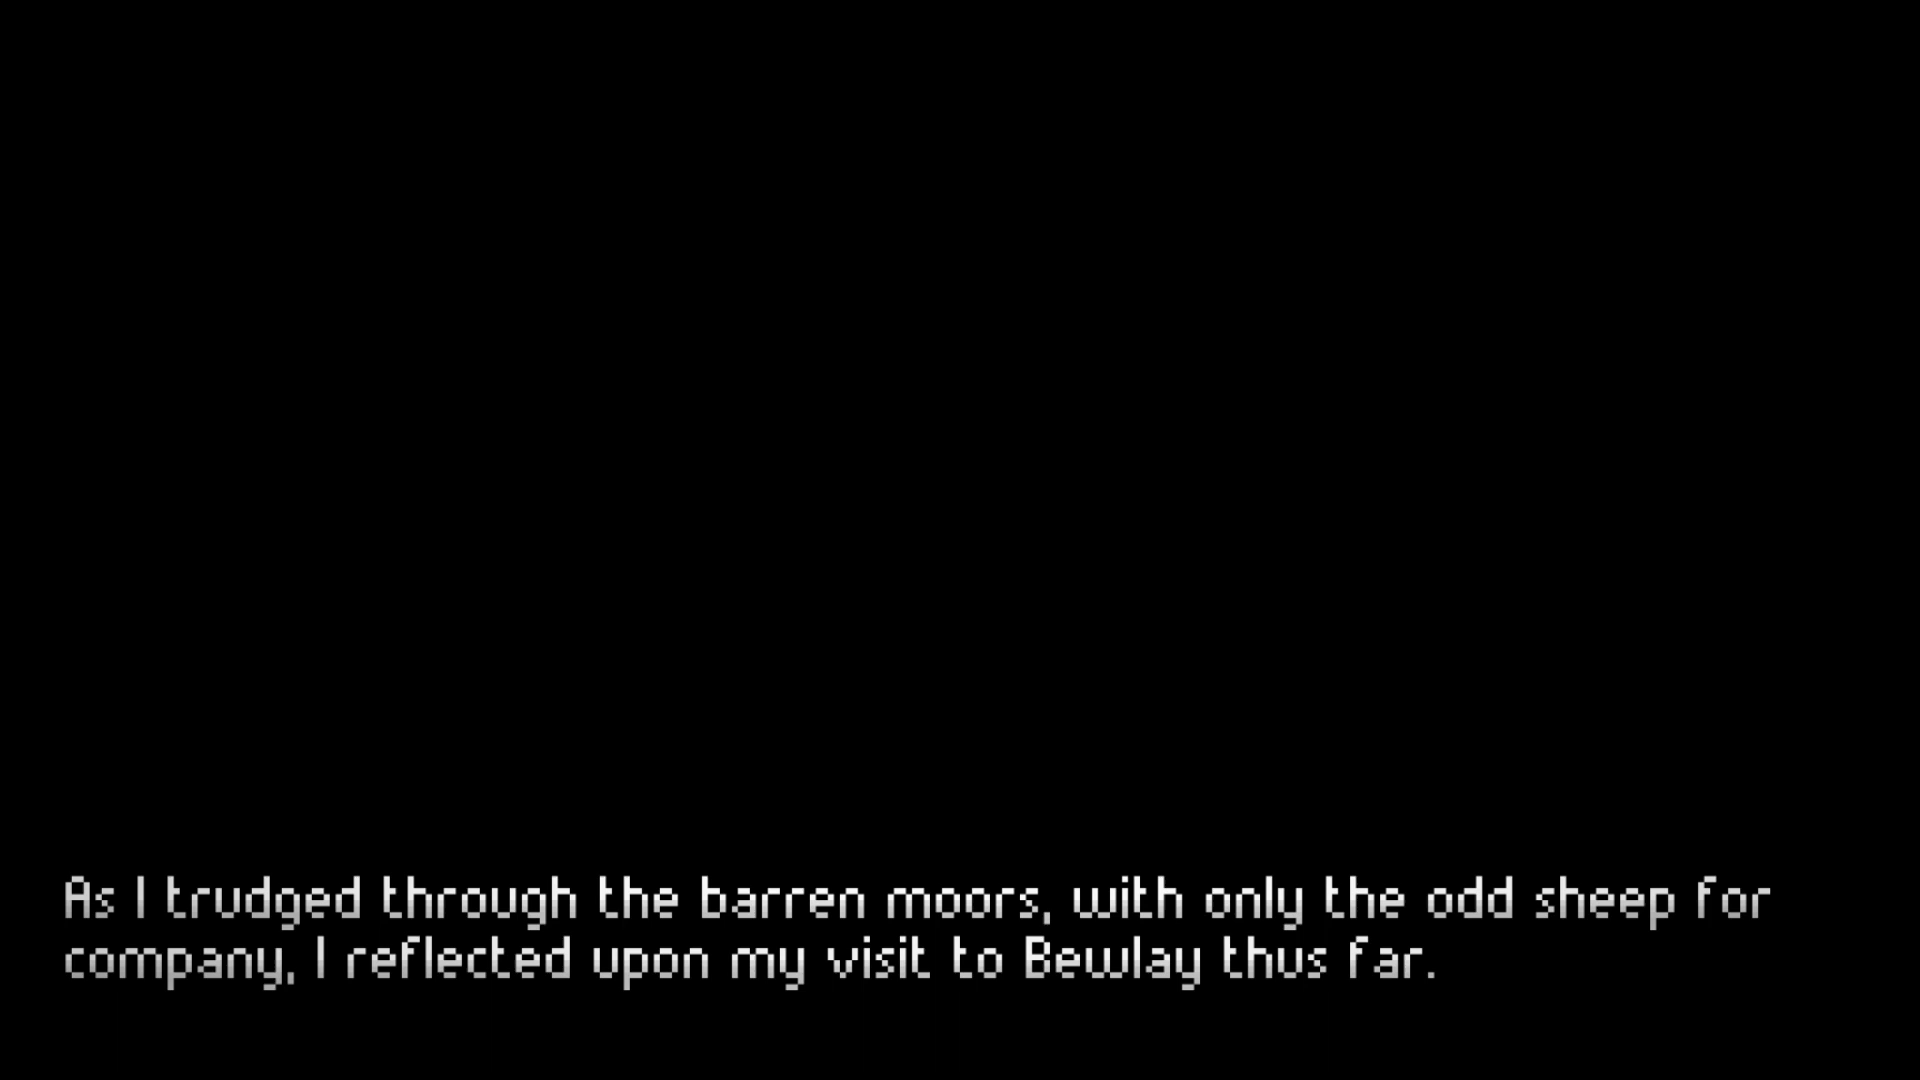 As I trudged through the barren moors, with only the odd sheep for
company, I reflected upon my visit to Bewlay thus far.